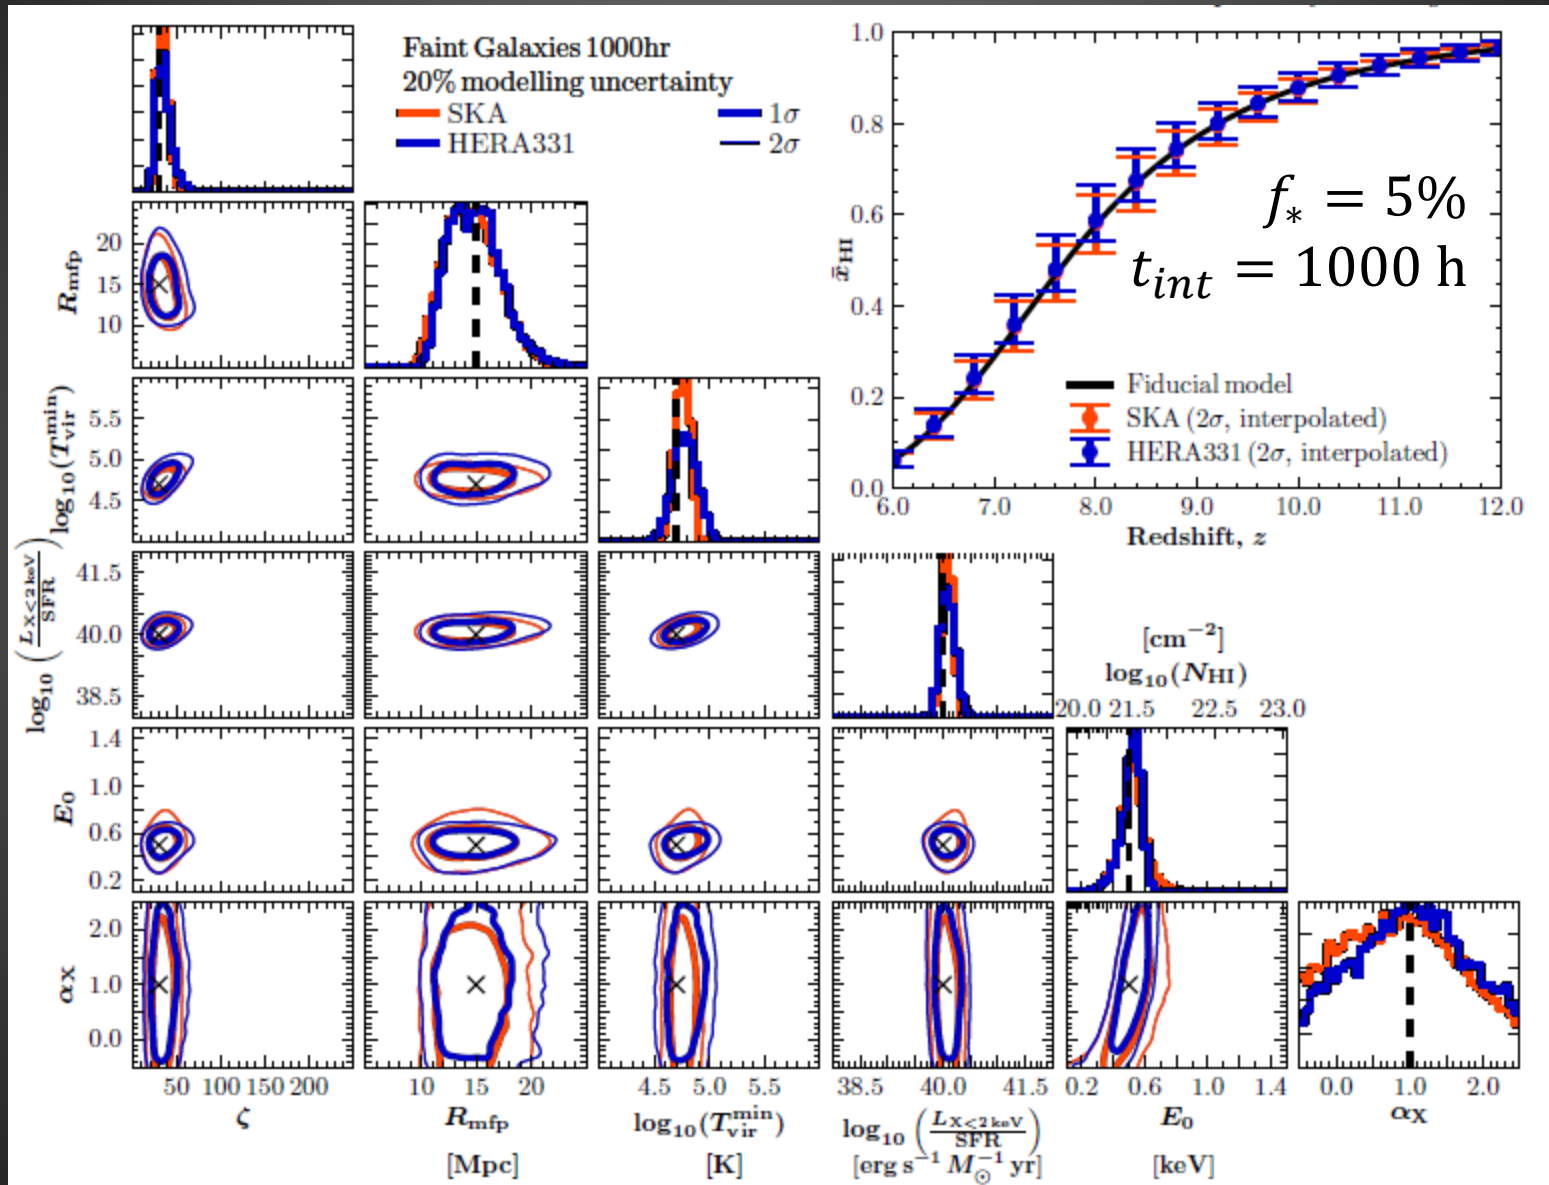 Faint Galaxies 1000hr
20% modelling uncertainty
SKA
1σ
HERA331
2σ
1.0
0.8
0.6
0.4
0.2
0.0
x̄HI
f* = 5%
t_int = 1000 h
Fiducial model
SKA (2σ, interpolated)
HERA331 (2σ, interpolated)
6.0 7.0 8.0 9.0 10.0 11.0 12.0
Redshift, z
Rmfp
20
15
10
log10(T_vir^min)
5.5
5.0
4.5
log10(L_X<2keV/SFR)
41.5
40.0
38.5
[cm−2]
log10(NHI)
20.0 21.5 22.5 23.0
E0
1.4
1.0
0.6
0.2
αX
2.0
1.0
0.0
50 100 150 200
10 15 20
4.5 5.0 5.5
38.5 40.0 41.5
0.2 0.6 1.0 1.4
0.0 1.0 2.0
ζ
Rmfp
log10(T_vir^min)
log10(L_X<2keV/SFR)
E0
αX
[Mpc]
[K]
[erg s−1 M⊙−1 yr]
[keV]